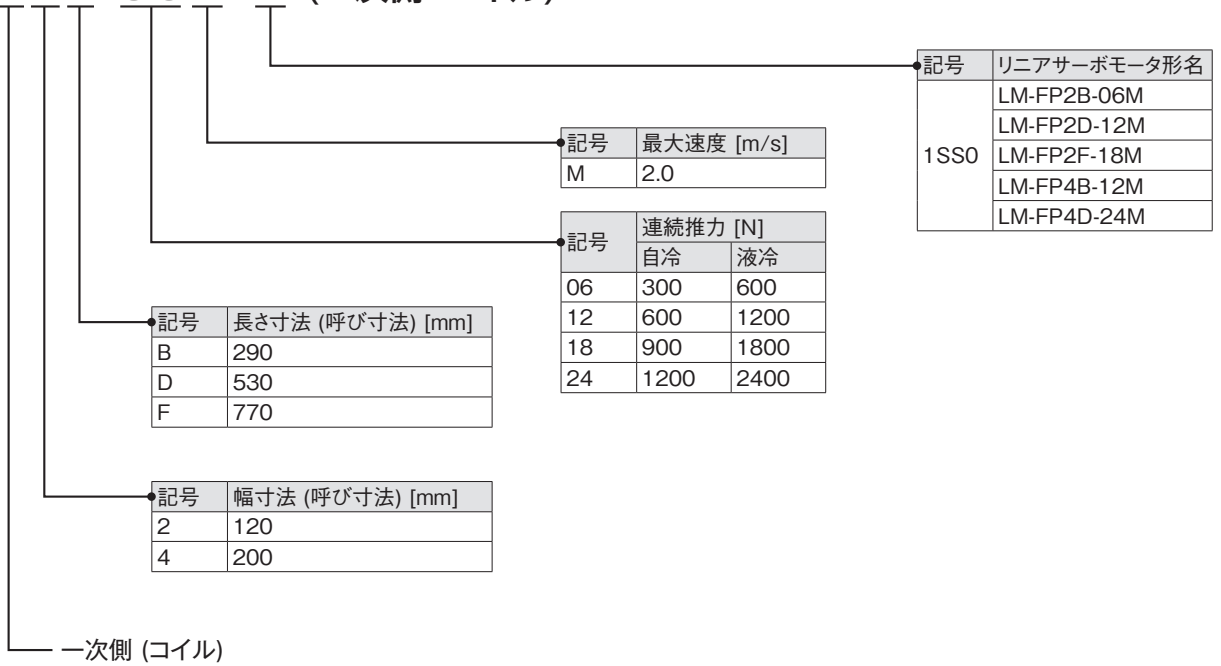 記号 リニアサーボモータ形名
1SS0 LM-FP2B-06M
LM-FP2D-12M
LM-FP2F-18M
LM-FP4B-12M
LM-FP4D-24M
記号 最大速度 [m/s]
M 2.0
記号 連続推力 [N]
自冷 液冷
06 300 600
12 600 1200
18 900 1800
24 1200 2400
記号 長さ寸法 (呼び寸法) [mm]
B 290
D 530
F 770
記号 幅寸法 (呼び寸法) [mm]
2 120
4 200
一次側 (コイル)